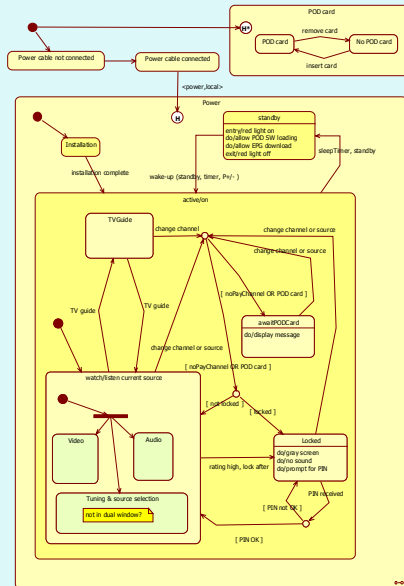 POD card
remove card
POD card
No POD card
insert card
H*
Power cable not connected
Power cable connected
<power,local>
H
Power
Installation
installation complete
standby
entry/red light on
do/allow POD SW loading
do/allow EPG download
exit/red light off
sleepTimer, standby
wake-up (standby, timer, P+/- )
active/on
TVGuide
change channel
change channel or source
change channel or source
[ noPayChannel OR POD card ]
awaitPODCard
do/display message
TV guide
TV guide
change channel or source
[ noPayChannel OR POD card ]
watch/listen current source
[ not locked ]
[ locked ]
Video
Audio
Locked
do/gray screen
do/no sound
do/prompt for PIN
rating high, lock after
PIN received
[ PIN not OK ]
Tuning & source selection
not in dual window?
[ PIN OK ]